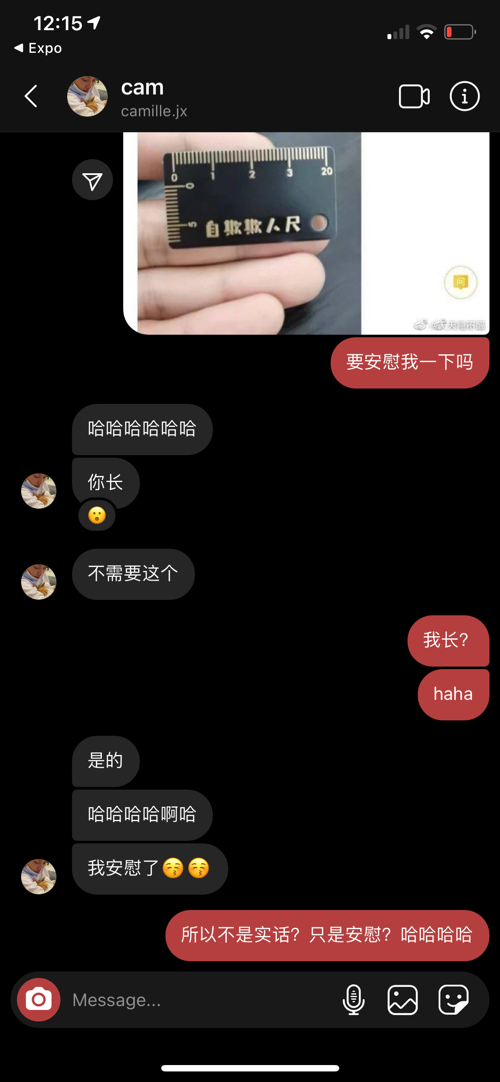 12:15
Expo
cam
camille.jx
0 1 2 3 20
0
5
自欺欺人尺
问
要安慰我一下吗
哈哈哈哈哈哈
你长
不需要这个
我长？
haha
是的
哈哈哈哈啊哈
我安慰了😚😚
所以不是实话？只是安慰？哈哈哈哈
Message...